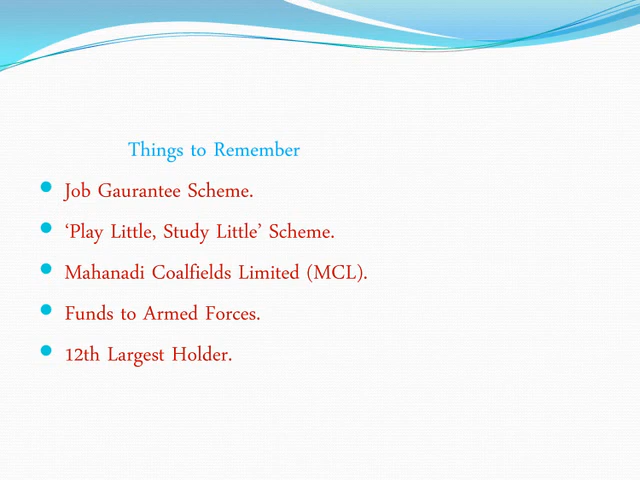 Things to Remember
Job Gaurantee Scheme.
‘Play Little, Study Little’ Scheme.
Mahanadi Coalfields Limited (MCL).
Funds to Armed Forces.
12th Largest Holder.